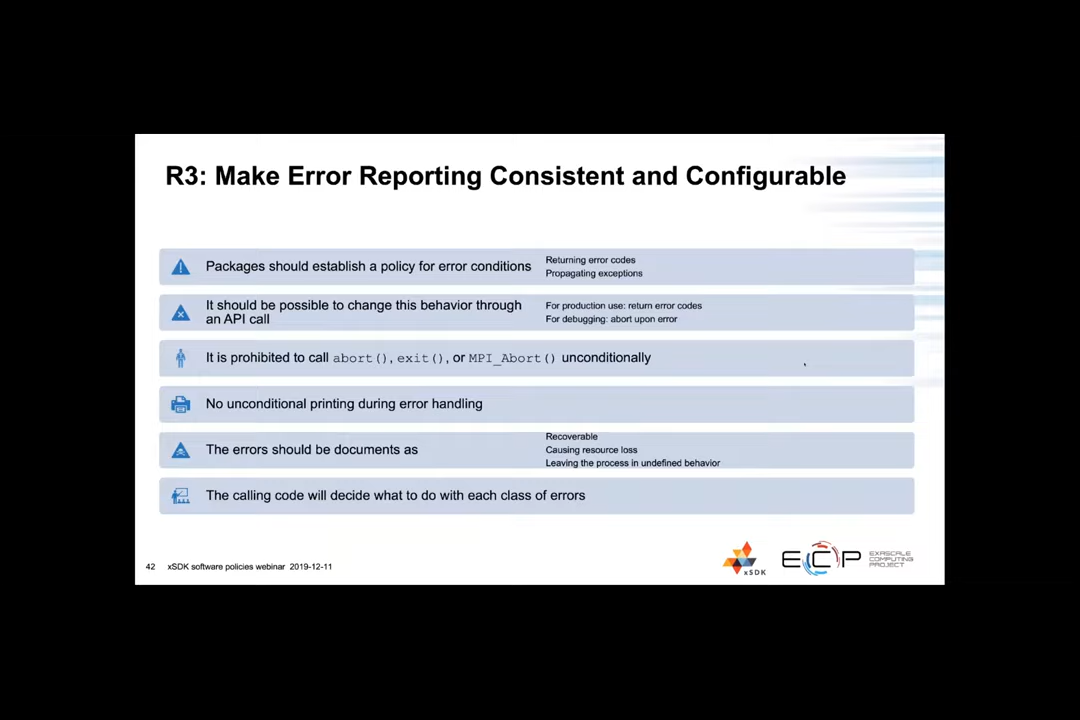 R3: Make Error Reporting Consistent and Configurable
Packages should establish a policy for error conditions
Returning error codes
Propagating exceptions
It should be possible to change this behavior through
an API call
For production use: return error codes
For debugging: abort upon error
It is prohibited to call abort(), exit(), or MPI_Abort() unconditionally
No unconditional printing during error handling
The errors should be documents as
Recoverable
Causing resource loss
Leaving the process in undefined behavior
The calling code will decide what to do with each class of errors
42 xSDK software policies webinar 2019-12-11
xSDK
ECP
EXASCALE
COMPUTING
PROJECT